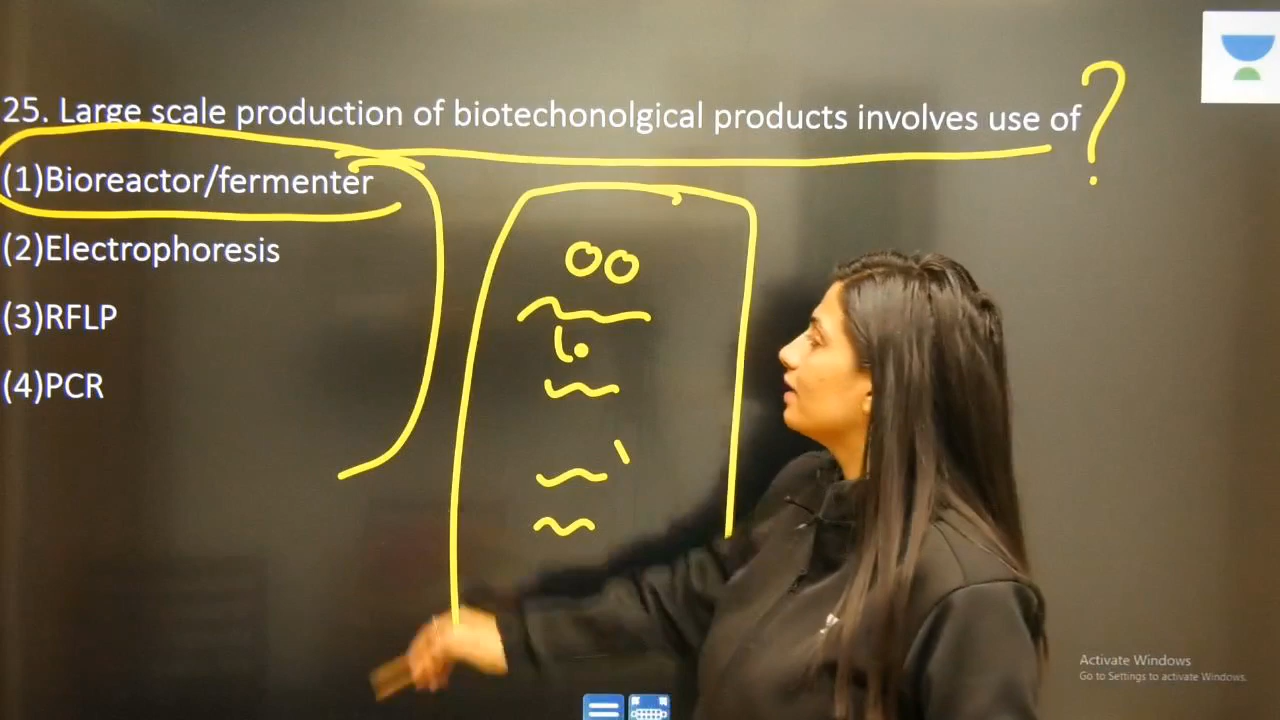 25. Large scale production of biotechonolgical products involves use of ?
(1)Bioreactor/fermenter
(2)Electrophoresis
(3)RFLP
(4)PCR
Activate Windows
Go to Settings to activate Windows.